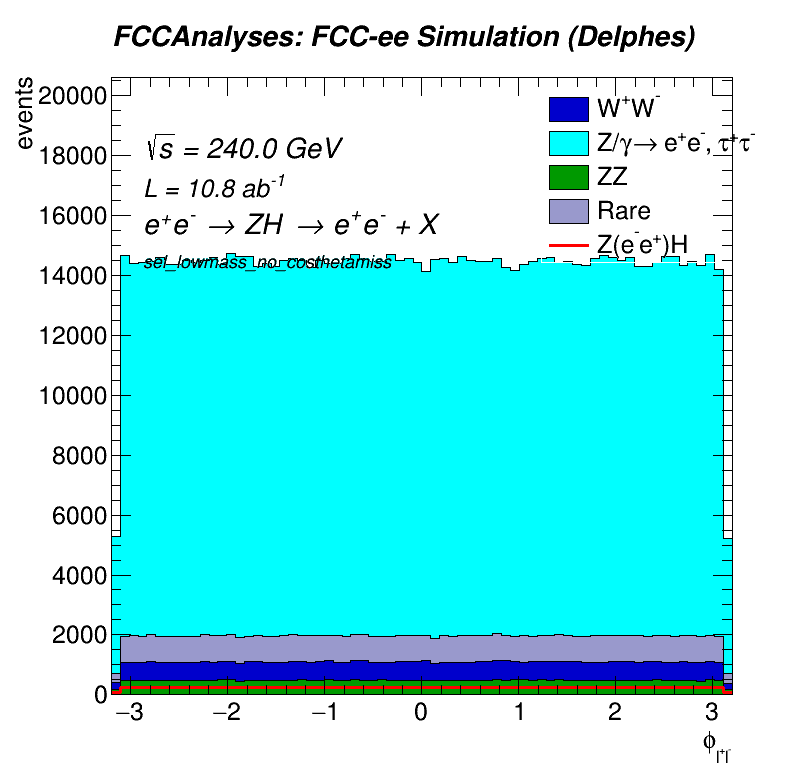 FCCAnalyses: FCC-ee Simulation (Delphes)
events
20000
18000
16000
14000
12000
10000
8000
6000
4000
2000
0
√s = 240.0 GeV
L = 10.8 ab⁻¹
e⁺e⁻ → ZH → e⁺e⁻ + X
sel_lowmass_no_costhetamiss
W⁺W⁻
Z/γ→ e⁺e⁻, τ⁺τ⁻
ZZ
Rare
Z(e⁻e⁺)H
−3 −2 −1 0 1 2 3
ϕ_l⁺l⁻